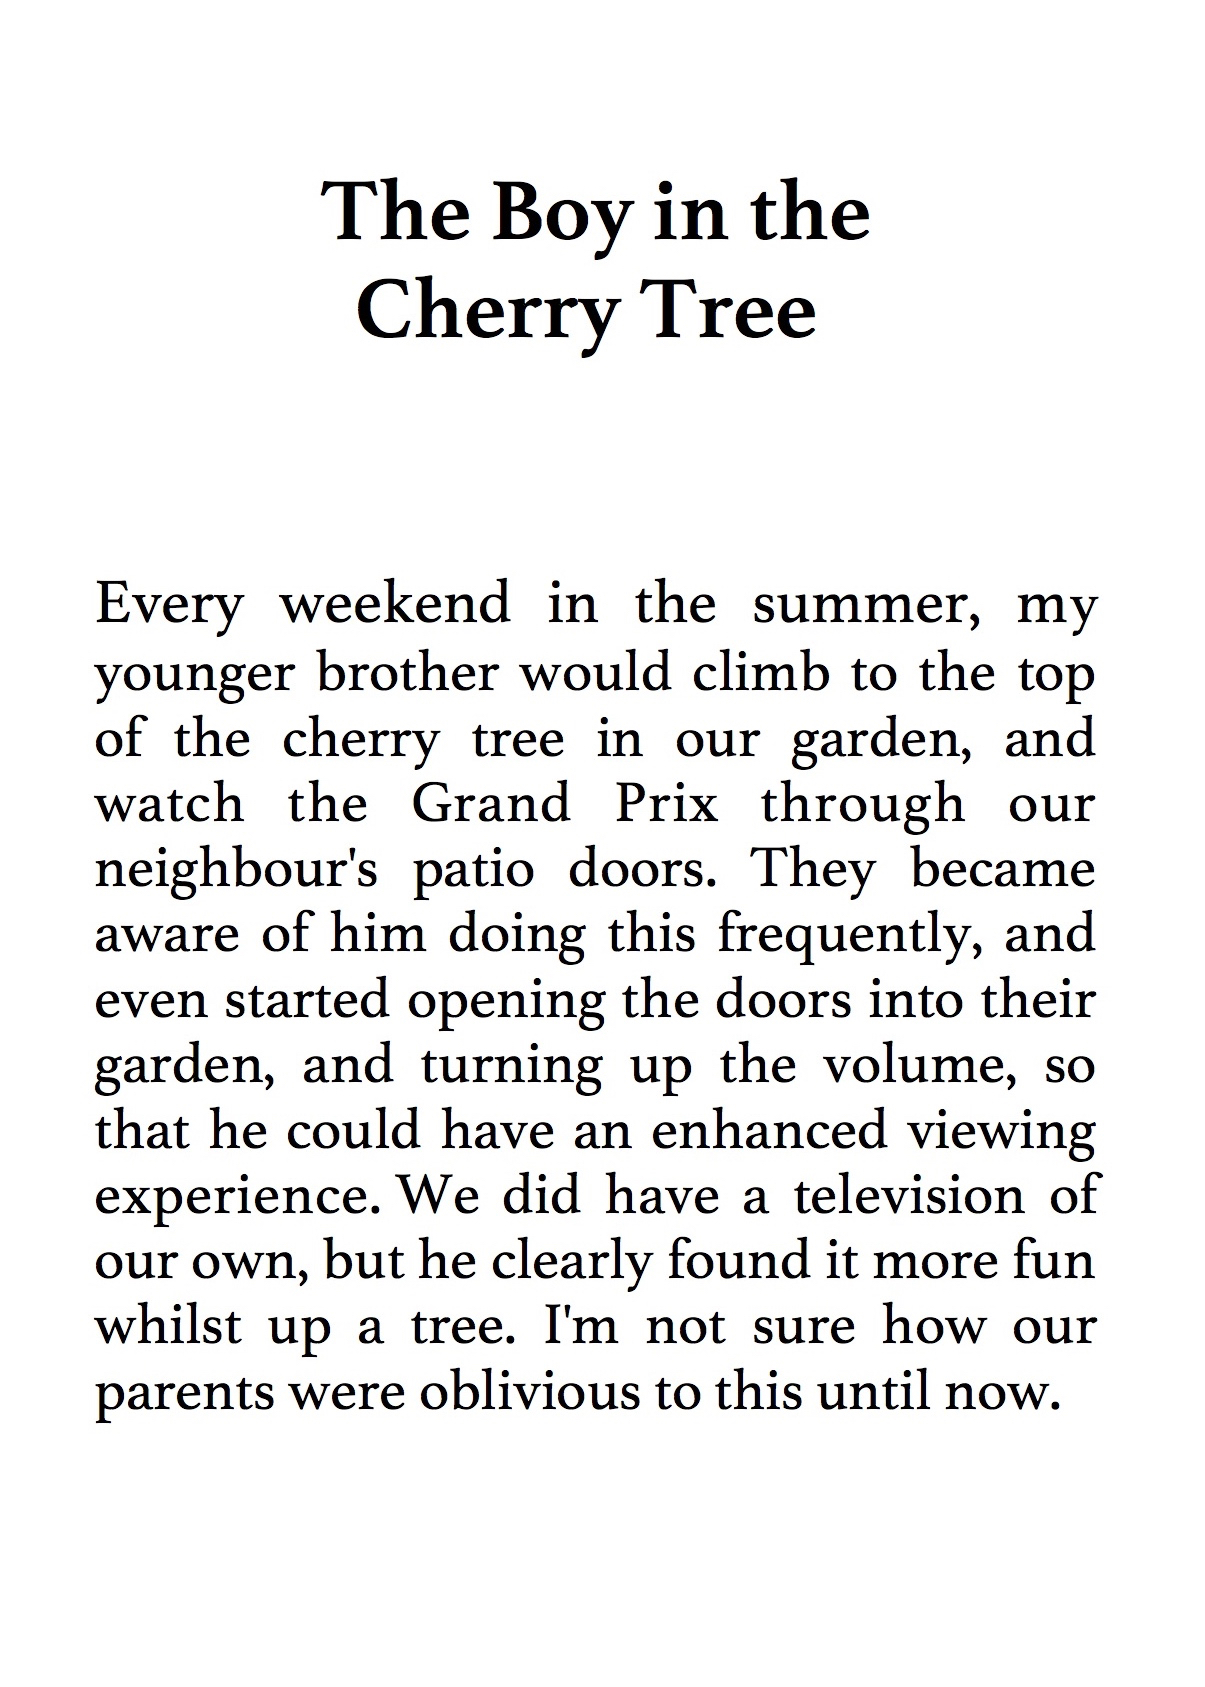 The Boy in the
Cherry Tree
Every weekend in the summer, my
younger brother would climb to the top
of the cherry tree in our garden, and
watch the Grand Prix through our
neighbour's patio doors. They became
aware of him doing this frequently, and
even started opening the doors into their
garden, and turning up the volume, so
that he could have an enhanced viewing
experience. We did have a television of
our own, but he clearly found it more fun
whilst up a tree. I'm not sure how our
parents were oblivious to this until now.